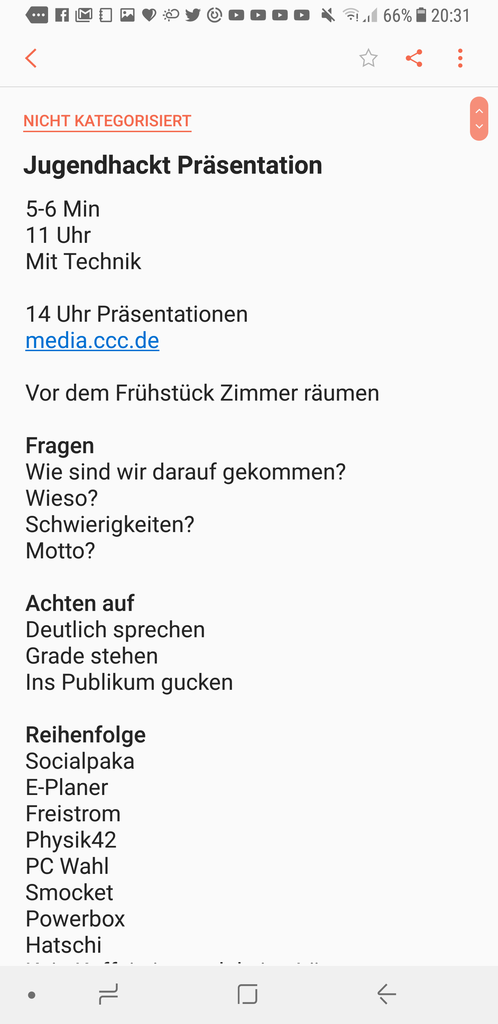 66% 20:31
NICHT KATEGORISIERT
Jugendhackt Präsentation
5-6 Min
11 Uhr
Mit Technik
14 Uhr Präsentationen
media.ccc.de
Vor dem Frühstück Zimmer räumen
Fragen
Wie sind wir darauf gekommen?
Wieso?
Schwierigkeiten?
Motto?
Achten auf
Deutlich sprechen
Grade stehen
Ins Publikum gucken
Reihenfolge
Socialpaka
E-Planer
Freistrom
Physik42
PC Wahl
Smocket
Powerbox
Hatschi